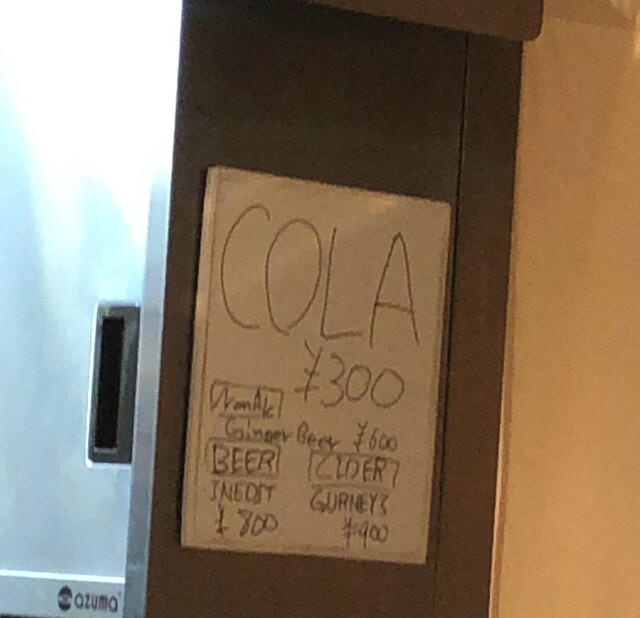 COLA
¥300
NonAlc
Ginger Beer ¥600
BEER CIDER
INEDIT GURNEYS
¥800 ¥900
azuma